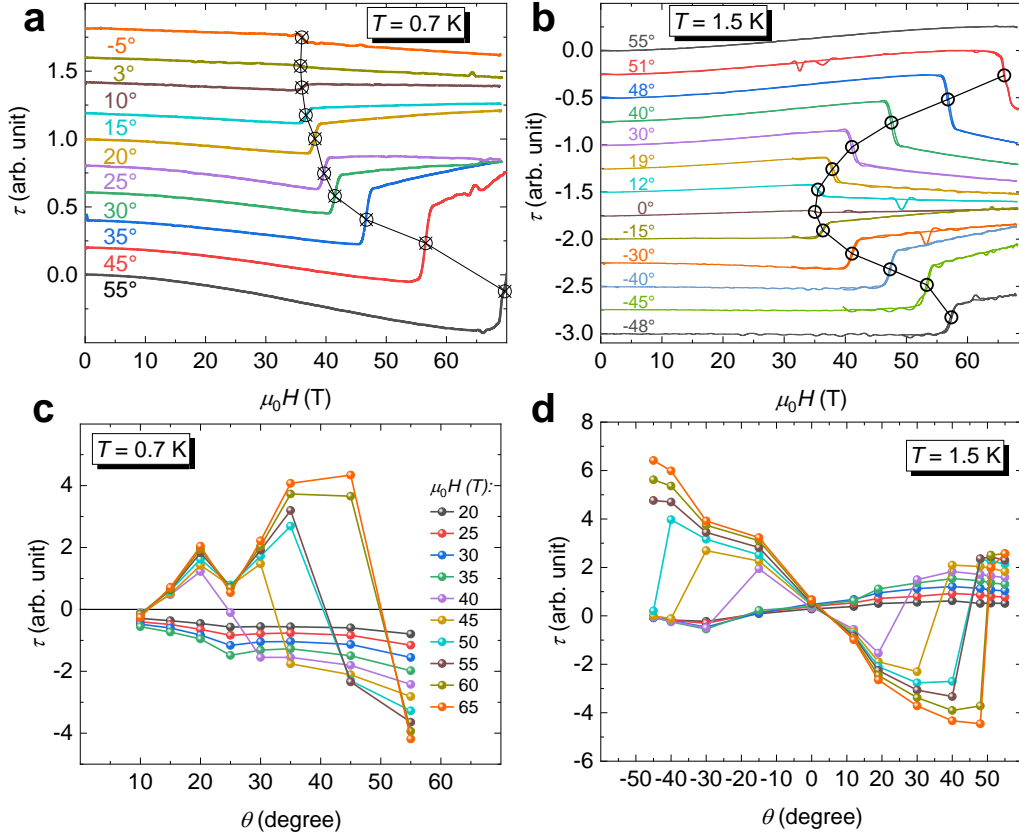 a
T = 0.7 K
τ (arb. unit)
1.5
1.0
0.5
0.0
-5°
3°
10°
15°
20°
25°
30°
35°
45°
55°
0 10 20 30 40 50 60
μ0H (T)
b
T = 1.5 K
τ (arb. unit)
0.0
-0.5
-1.0
-1.5
-2.0
-2.5
-3.0
55°
51°
48°
40°
30°
19°
12°
0°
-15°
-30°
-40°
-45°
-48°
0 10 20 30 40 50 60
μ0H (T)
c
T = 0.7 K
τ (arb. unit)
4
2
0
-2
-4
μ0H (T):
20
25
30
35
40
45
50
55
60
65
0 10 20 30 40 50 60
θ (degree)
d
T = 1.5 K
τ (arb. unit)
8
6
4
2
0
-2
-4
-6
-50 -40 -30 -20 -10 0 10 20 30 40 50
θ (degree)